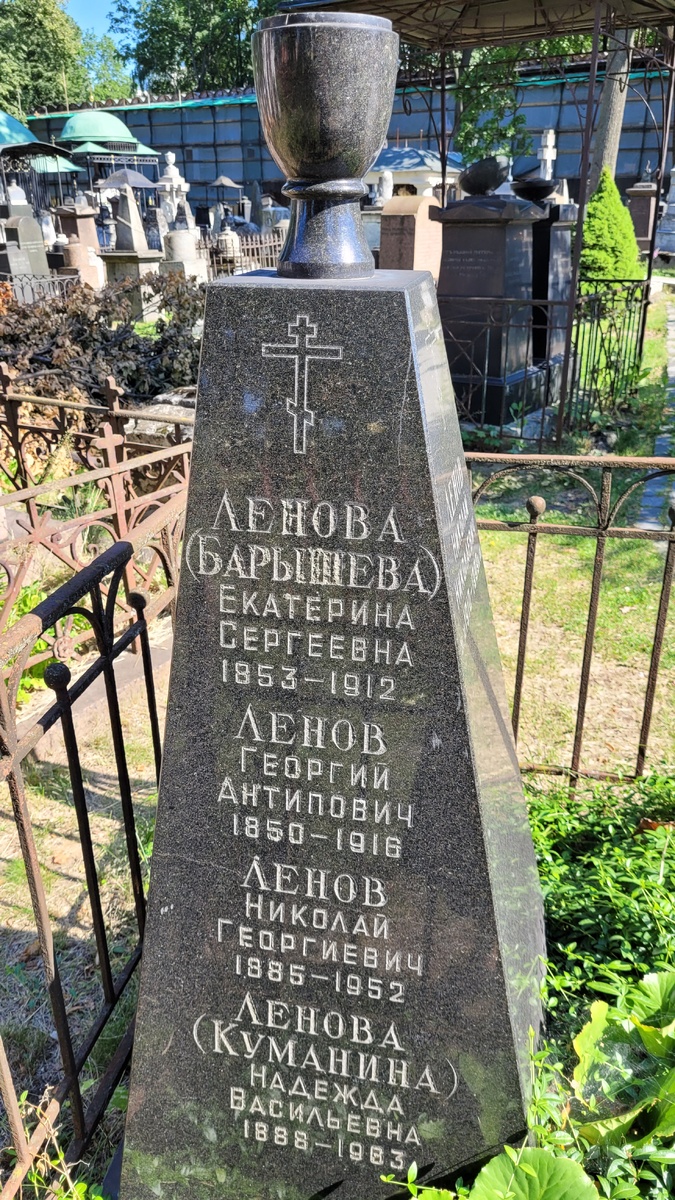 ЛЕНОВА
(БАРЫШЕВА)
ЕКАТЕРИНА
СЕРГЕЕВНА
1853-1912
ЛЕНОВ
ГЕОРГИЙ
АНТИПОВИЧ
1850-1916
ЛЕНОВ
НИКОЛАЙ
ГЕОРГИЕВИЧ
1885-1952
ЛЕНОВА
(КУМАНИНА)
НАДЕЖДА
ВАСИЛЬЕВНА
1888-1983